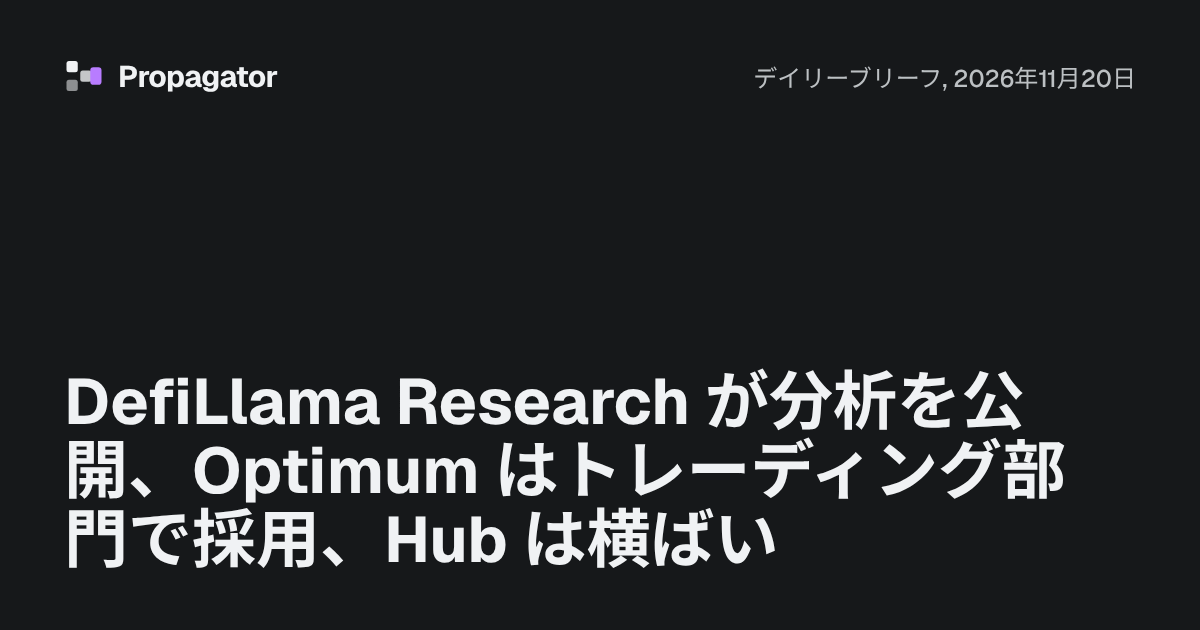 Propagator
デイリーブリーフ, 2026年11月20日
DefiLlama Research が分析を公
開、Optimum はトレーディング部
門で採用、Hub は横ばい